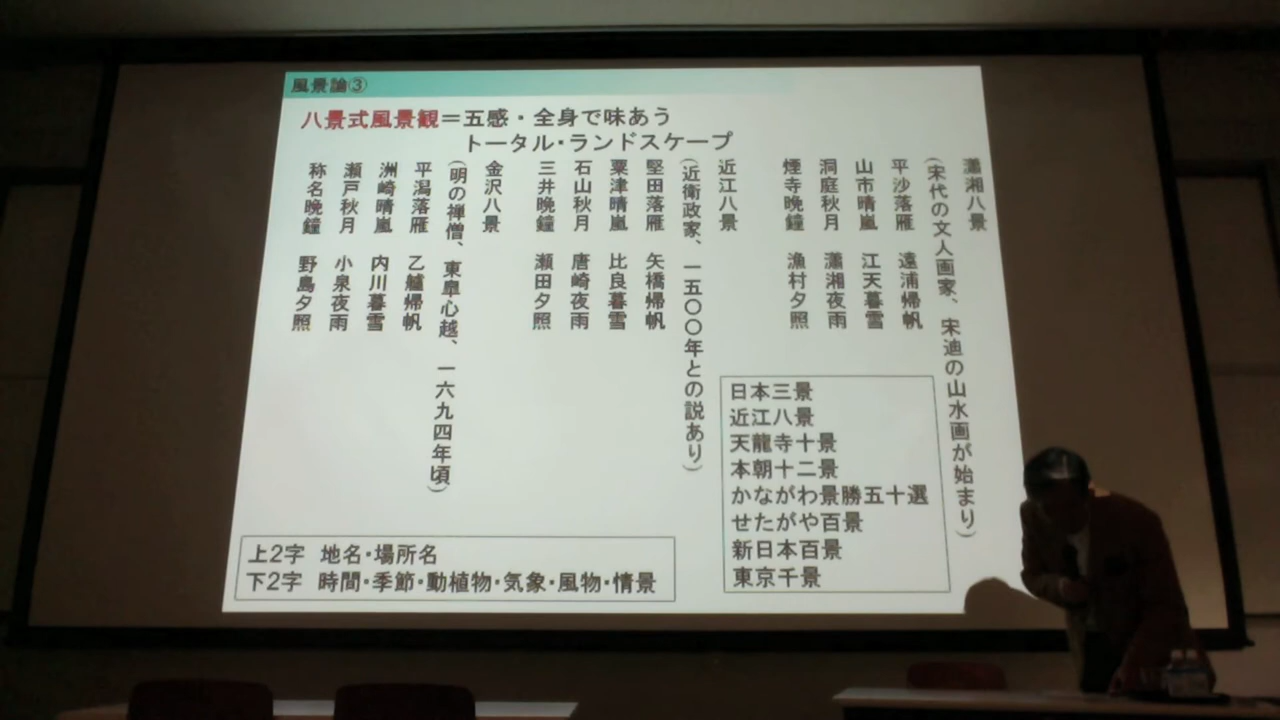 風景論③
八景式風景観＝五感・全身で味あう
トータル・ランドスケープ
瀟湘八景
(宋代の文人画家、宋迪の山水画が始まり)
平沙落雁　遠浦帰帆
山市晴嵐　江天暮雪
洞庭秋月　瀟湘夜雨
煙寺晩鐘　漁村夕照
近江八景
(近衛政家、一五〇〇年との説あり)
堅田落雁　矢橋帰帆
粟津晴嵐　比良暮雪
石山秋月　唐崎夜雨
三井晩鐘　瀬田夕照
金沢八景
(明の禅僧、東皐心越、一六九四年頃)
平潟落雁　乙艫帰帆
洲崎晴嵐　内川暮雪
瀬戸秋月　小泉夜雨
称名晩鐘　野島夕照
日本三景
近江八景
天龍寺十景
本朝十二景
かながわ景勝五十選
せたがや百景
新日本百景
東京千景
上2字　地名・場所名
下2字　時間・季節・動植物・気象・風物・情景